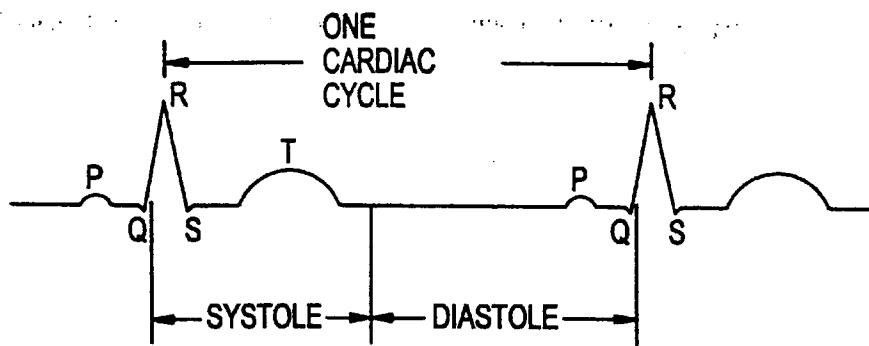 ONE
CARDIAC
CYCLE
R
R
P
T
P
Q
S
Q
S
SYSTOLE
DIASTOLE